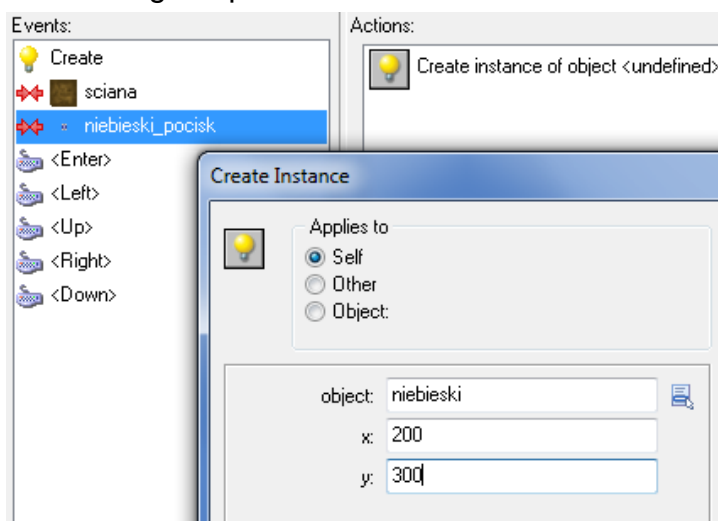 Events:
Actions:
Create
sciana
niebieski_pocisk
<Enter>
<Left>
<Up>
<Right>
<Down>
Create instance of object <undefined>
Create Instance
Applies to
Self
Other
Object:
object: niebieski
x: 200
y: 300